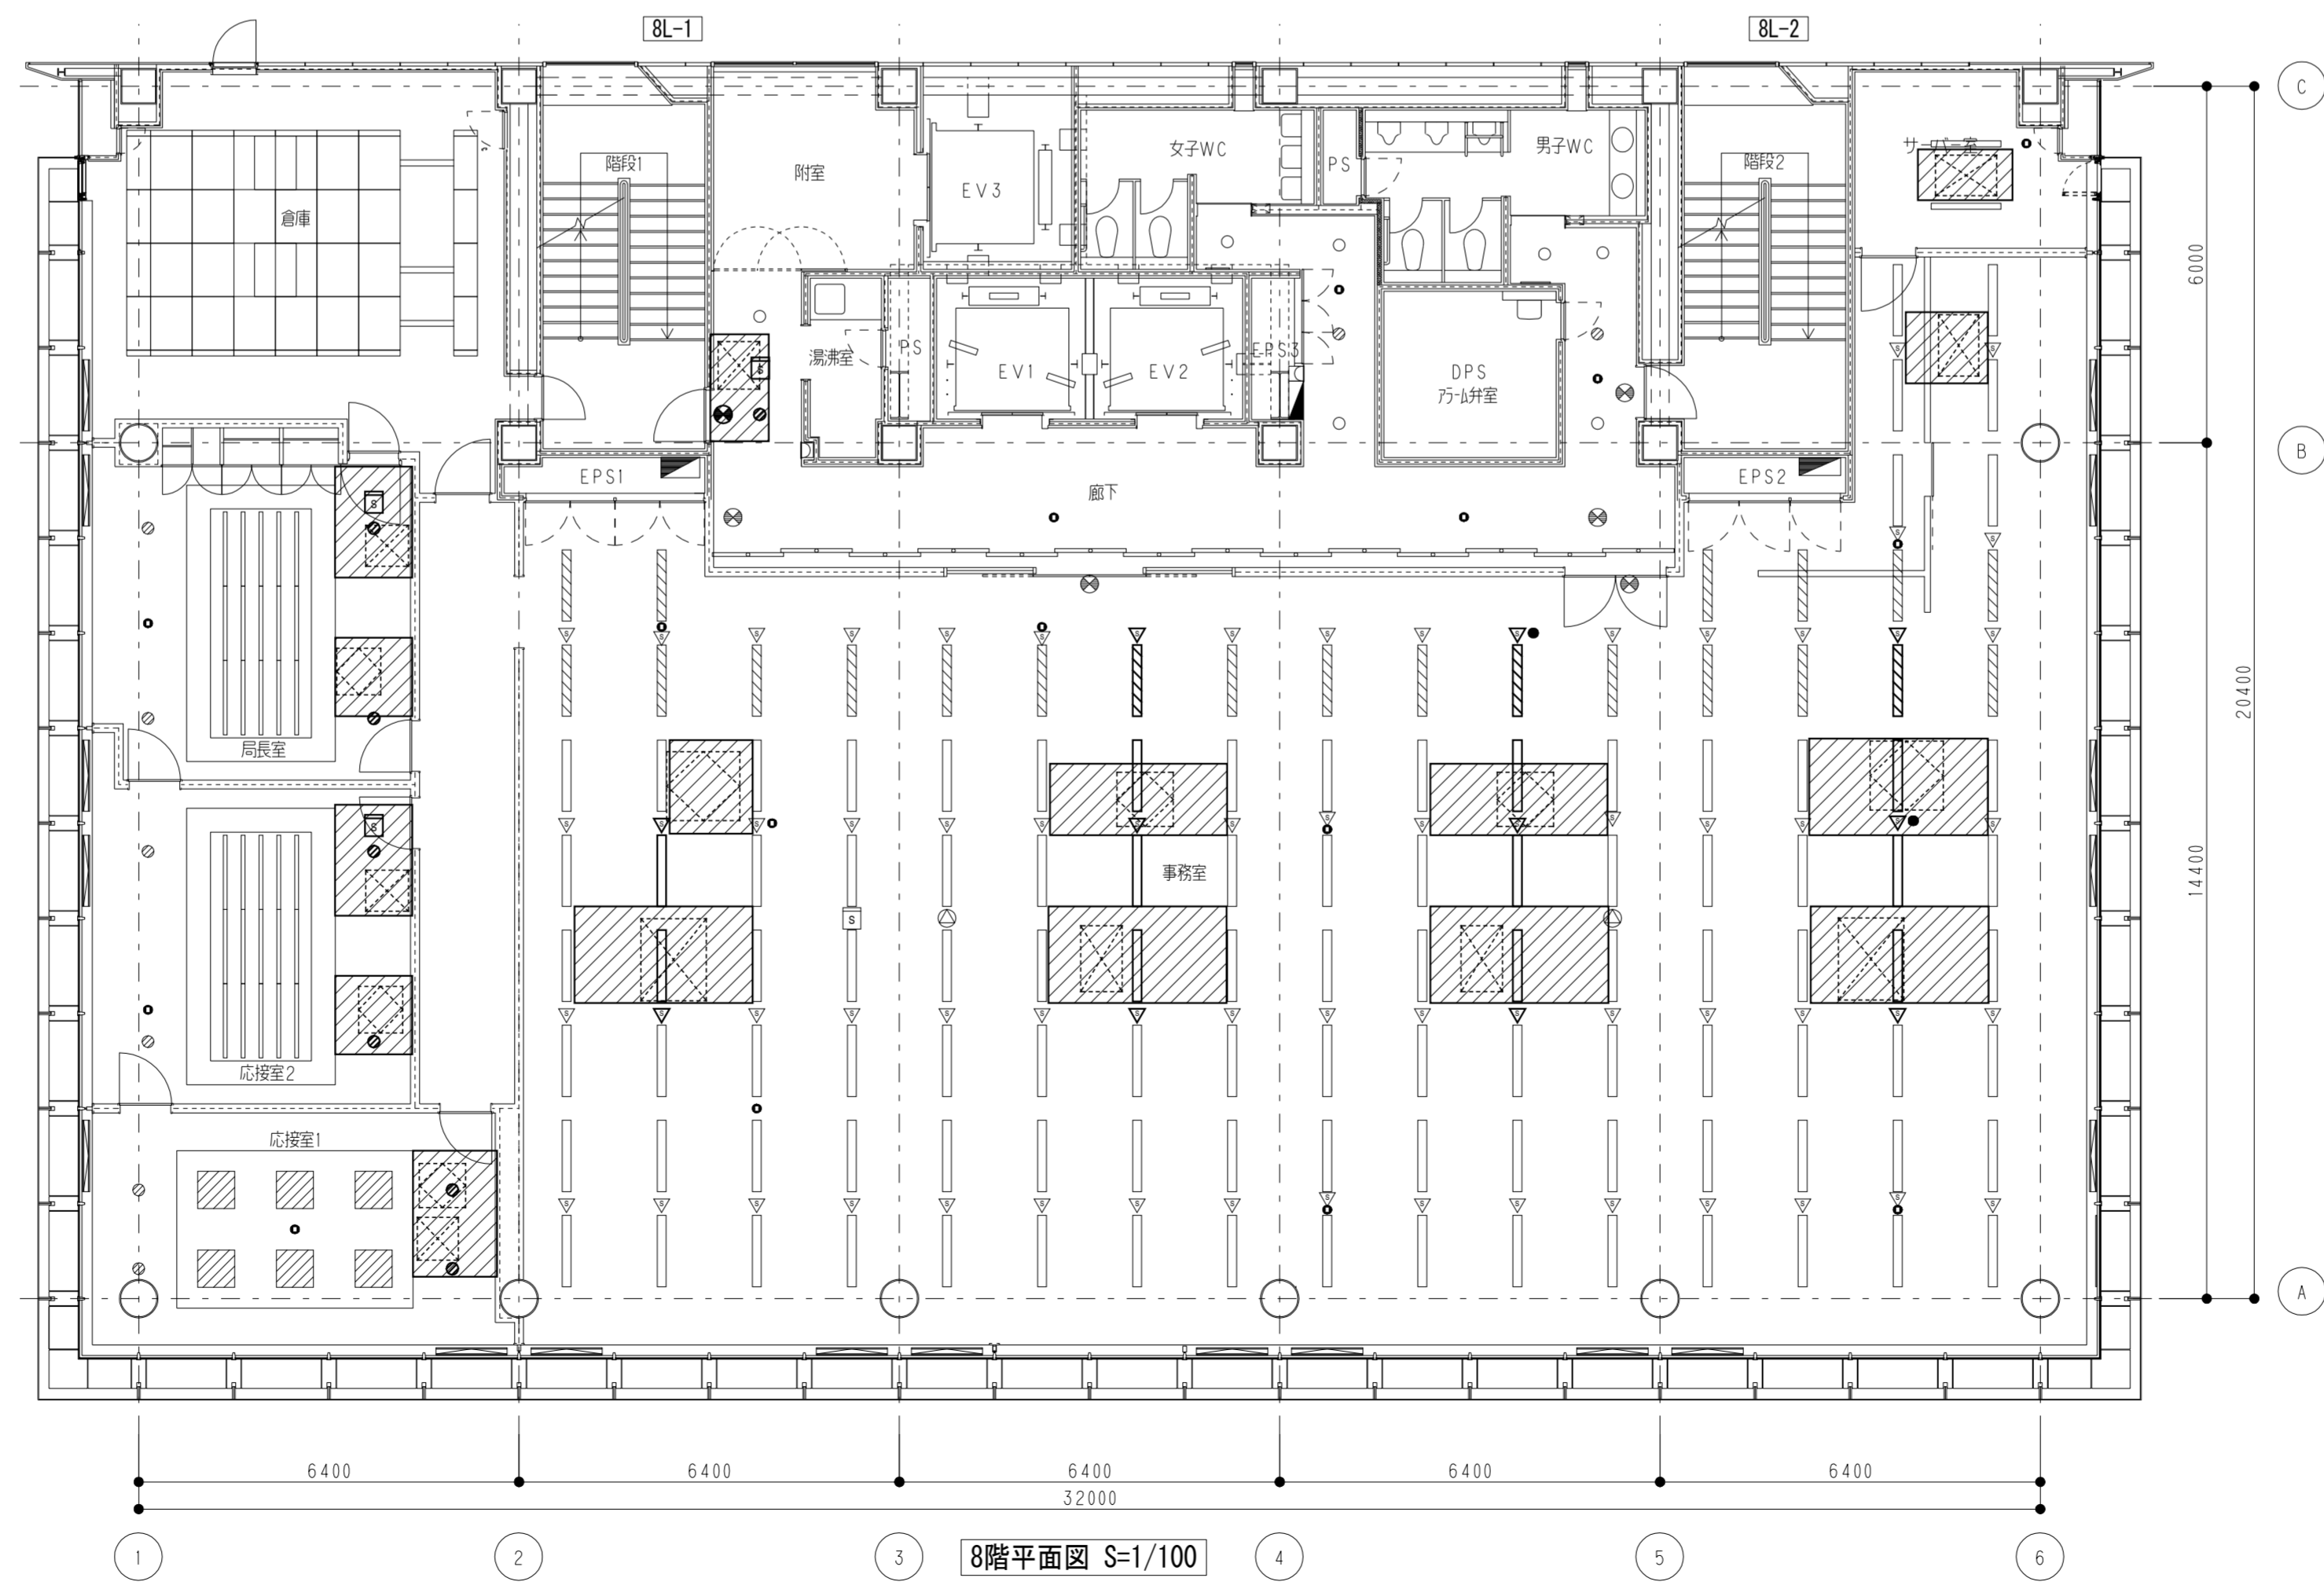 8L-1
8L-2
C
階段1
附室
EV3
女子WC
PS
男子WC
階段2
サーバー室
倉庫
6000
湯沸室
PS
EV1
EV2
EPS3
DPS
アラーム弁室
B
EPS1
廊下
EPS2
20400
局長室
事務室
14400
応接室2
応接室1
A
6400
6400
6400
6400
6400
32000
1
2
3
8階平面図 S=1/100
4
5
6